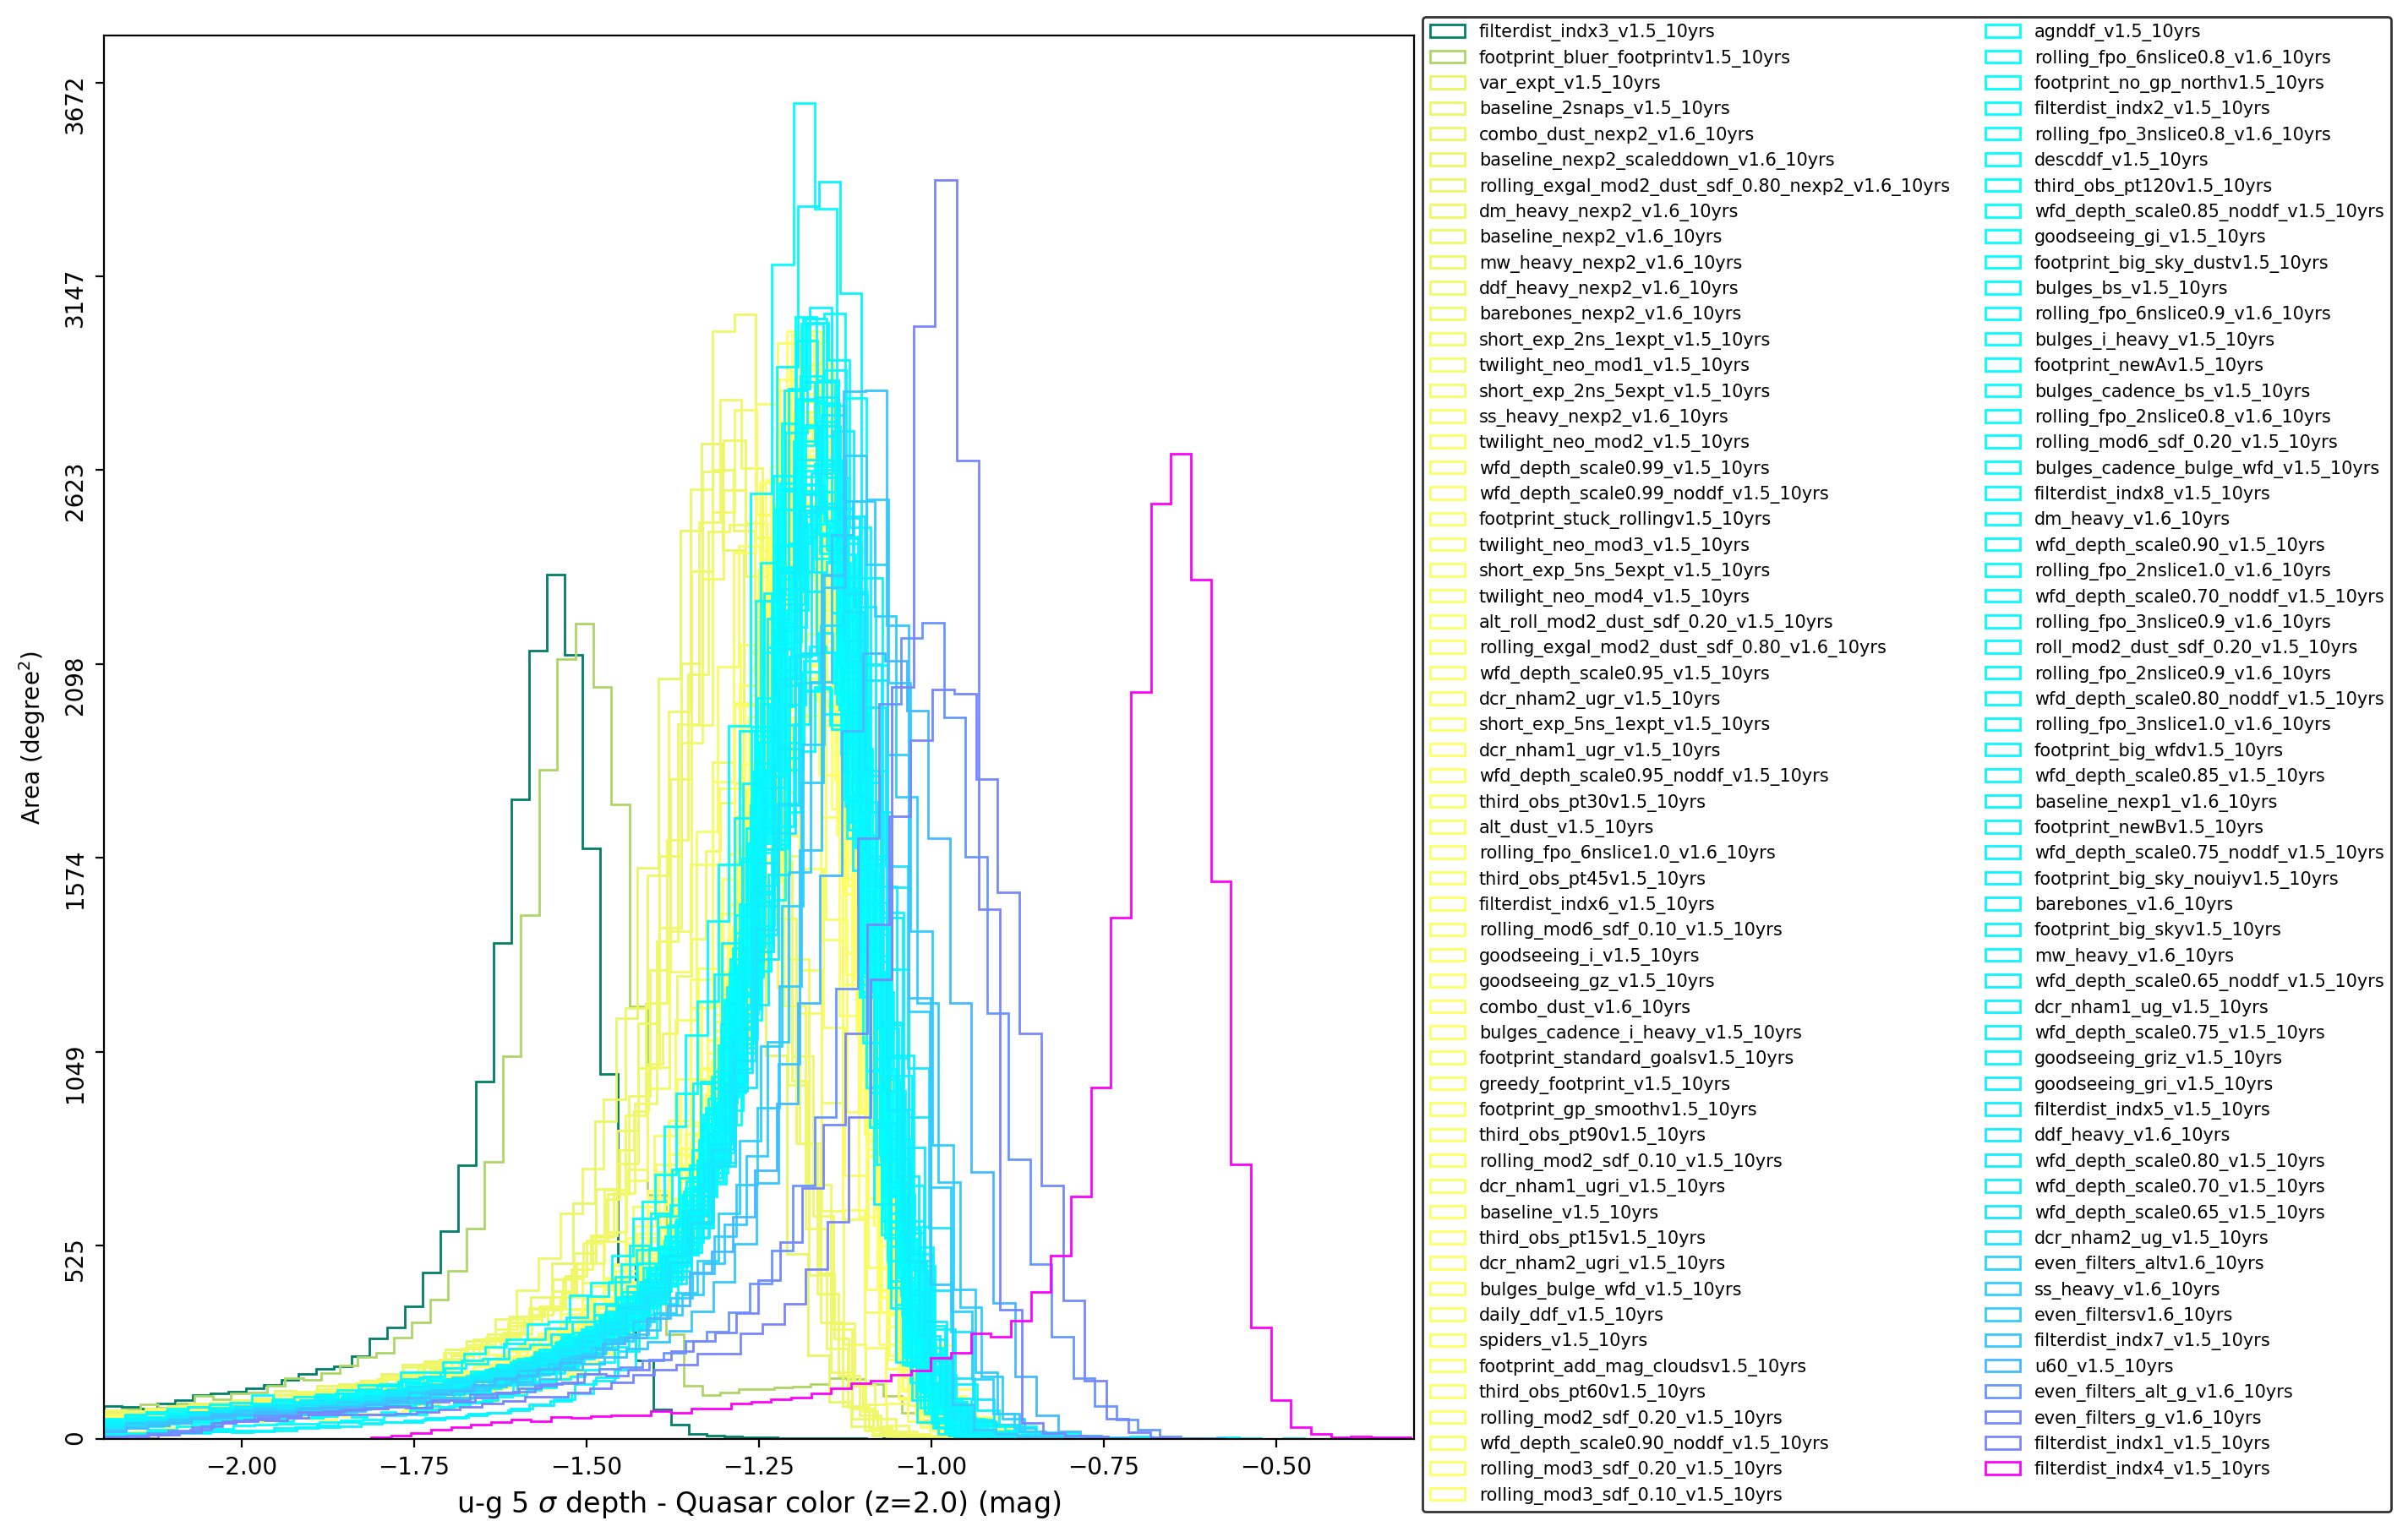 3672
3147
2623
2098
1574
1049
525
0
Area (degree²)
−2.00
−1.75
−1.50
−1.25
−1.00
−0.75
−0.50
u-g 5 σ depth - Quasar color (z=2.0) (mag)
filterdist_indx3_v1.5_10yrs
footprint_bluer_footprintv1.5_10yrs
var_expt_v1.5_10yrs
baseline_2snaps_v1.5_10yrs
combo_dust_nexp2_v1.6_10yrs
baseline_nexp2_scaleddown_v1.6_10yrs
rolling_exgal_mod2_dust_sdf_0.80_nexp2_v1.6_10yrs
dm_heavy_nexp2_v1.6_10yrs
baseline_nexp2_v1.6_10yrs
mw_heavy_nexp2_v1.6_10yrs
ddf_heavy_nexp2_v1.6_10yrs
barebones_nexp2_v1.6_10yrs
short_exp_2ns_1expt_v1.5_10yrs
twilight_neo_mod1_v1.5_10yrs
short_exp_2ns_5expt_v1.5_10yrs
ss_heavy_nexp2_v1.6_10yrs
twilight_neo_mod2_v1.5_10yrs
wfd_depth_scale0.99_v1.5_10yrs
wfd_depth_scale0.99_noddf_v1.5_10yrs
footprint_stuck_rollingv1.5_10yrs
twilight_neo_mod3_v1.5_10yrs
short_exp_5ns_5expt_v1.5_10yrs
twilight_neo_mod4_v1.5_10yrs
alt_roll_mod2_dust_sdf_0.20_v1.5_10yrs
rolling_exgal_mod2_dust_sdf_0.80_v1.6_10yrs
wfd_depth_scale0.95_v1.5_10yrs
dcr_nham2_ugr_v1.5_10yrs
short_exp_5ns_1expt_v1.5_10yrs
dcr_nham1_ugr_v1.5_10yrs
wfd_depth_scale0.95_noddf_v1.5_10yrs
third_obs_pt30v1.5_10yrs
alt_dust_v1.5_10yrs
rolling_fpo_6nslice1.0_v1.6_10yrs
third_obs_pt45v1.5_10yrs
filterdist_indx6_v1.5_10yrs
rolling_mod6_sdf_0.10_v1.5_10yrs
goodseeing_i_v1.5_10yrs
goodseeing_gz_v1.5_10yrs
combo_dust_v1.6_10yrs
bulges_cadence_i_heavy_v1.5_10yrs
footprint_standard_goalsv1.5_10yrs
greedy_footprint_v1.5_10yrs
footprint_gp_smoothv1.5_10yrs
third_obs_pt90v1.5_10yrs
rolling_mod2_sdf_0.10_v1.5_10yrs
dcr_nham1_ugri_v1.5_10yrs
baseline_v1.5_10yrs
third_obs_pt15v1.5_10yrs
dcr_nham2_ugri_v1.5_10yrs
bulges_bulge_wfd_v1.5_10yrs
daily_ddf_v1.5_10yrs
spiders_v1.5_10yrs
footprint_add_mag_cloudsv1.5_10yrs
third_obs_pt60v1.5_10yrs
rolling_mod2_sdf_0.20_v1.5_10yrs
wfd_depth_scale0.90_noddf_v1.5_10yrs
rolling_mod3_sdf_0.20_v1.5_10yrs
rolling_mod3_sdf_0.10_v1.5_10yrs
agnddf_v1.5_10yrs
rolling_fpo_6nslice0.8_v1.6_10yrs
footprint_no_gp_northv1.5_10yrs
filterdist_indx2_v1.5_10yrs
rolling_fpo_3nslice0.8_v1.6_10yrs
descddf_v1.5_10yrs
third_obs_pt120v1.5_10yrs
wfd_depth_scale0.85_noddf_v1.5_10yrs
goodseeing_gi_v1.5_10yrs
footprint_big_sky_dustv1.5_10yrs
bulges_bs_v1.5_10yrs
rolling_fpo_6nslice0.9_v1.6_10yrs
bulges_i_heavy_v1.5_10yrs
footprint_newAv1.5_10yrs
bulges_cadence_bs_v1.5_10yrs
rolling_fpo_2nslice0.8_v1.6_10yrs
rolling_mod6_sdf_0.20_v1.5_10yrs
bulges_cadence_bulge_wfd_v1.5_10yrs
filterdist_indx8_v1.5_10yrs
dm_heavy_v1.6_10yrs
wfd_depth_scale0.90_v1.5_10yrs
rolling_fpo_2nslice1.0_v1.6_10yrs
wfd_depth_scale0.70_noddf_v1.5_10yrs
rolling_fpo_3nslice0.9_v1.6_10yrs
roll_mod2_dust_sdf_0.20_v1.5_10yrs
rolling_fpo_2nslice0.9_v1.6_10yrs
wfd_depth_scale0.80_noddf_v1.5_10yrs
rolling_fpo_3nslice1.0_v1.6_10yrs
footprint_big_wfdv1.5_10yrs
wfd_depth_scale0.85_v1.5_10yrs
baseline_nexp1_v1.6_10yrs
footprint_newBv1.5_10yrs
wfd_depth_scale0.75_noddf_v1.5_10yrs
footprint_big_sky_nouiyv1.5_10yrs
barebones_v1.6_10yrs
footprint_big_skyv1.5_10yrs
mw_heavy_v1.6_10yrs
wfd_depth_scale0.65_noddf_v1.5_10yrs
dcr_nham1_ug_v1.5_10yrs
wfd_depth_scale0.75_v1.5_10yrs
goodseeing_griz_v1.5_10yrs
goodseeing_gri_v1.5_10yrs
filterdist_indx5_v1.5_10yrs
ddf_heavy_v1.6_10yrs
wfd_depth_scale0.80_v1.5_10yrs
wfd_depth_scale0.70_v1.5_10yrs
wfd_depth_scale0.65_v1.5_10yrs
dcr_nham2_ug_v1.5_10yrs
even_filters_altv1.6_10yrs
ss_heavy_v1.6_10yrs
even_filtersv1.6_10yrs
filterdist_indx7_v1.5_10yrs
u60_v1.5_10yrs
even_filters_alt_g_v1.6_10yrs
even_filters_g_v1.6_10yrs
filterdist_indx1_v1.5_10yrs
filterdist_indx4_v1.5_10yrs